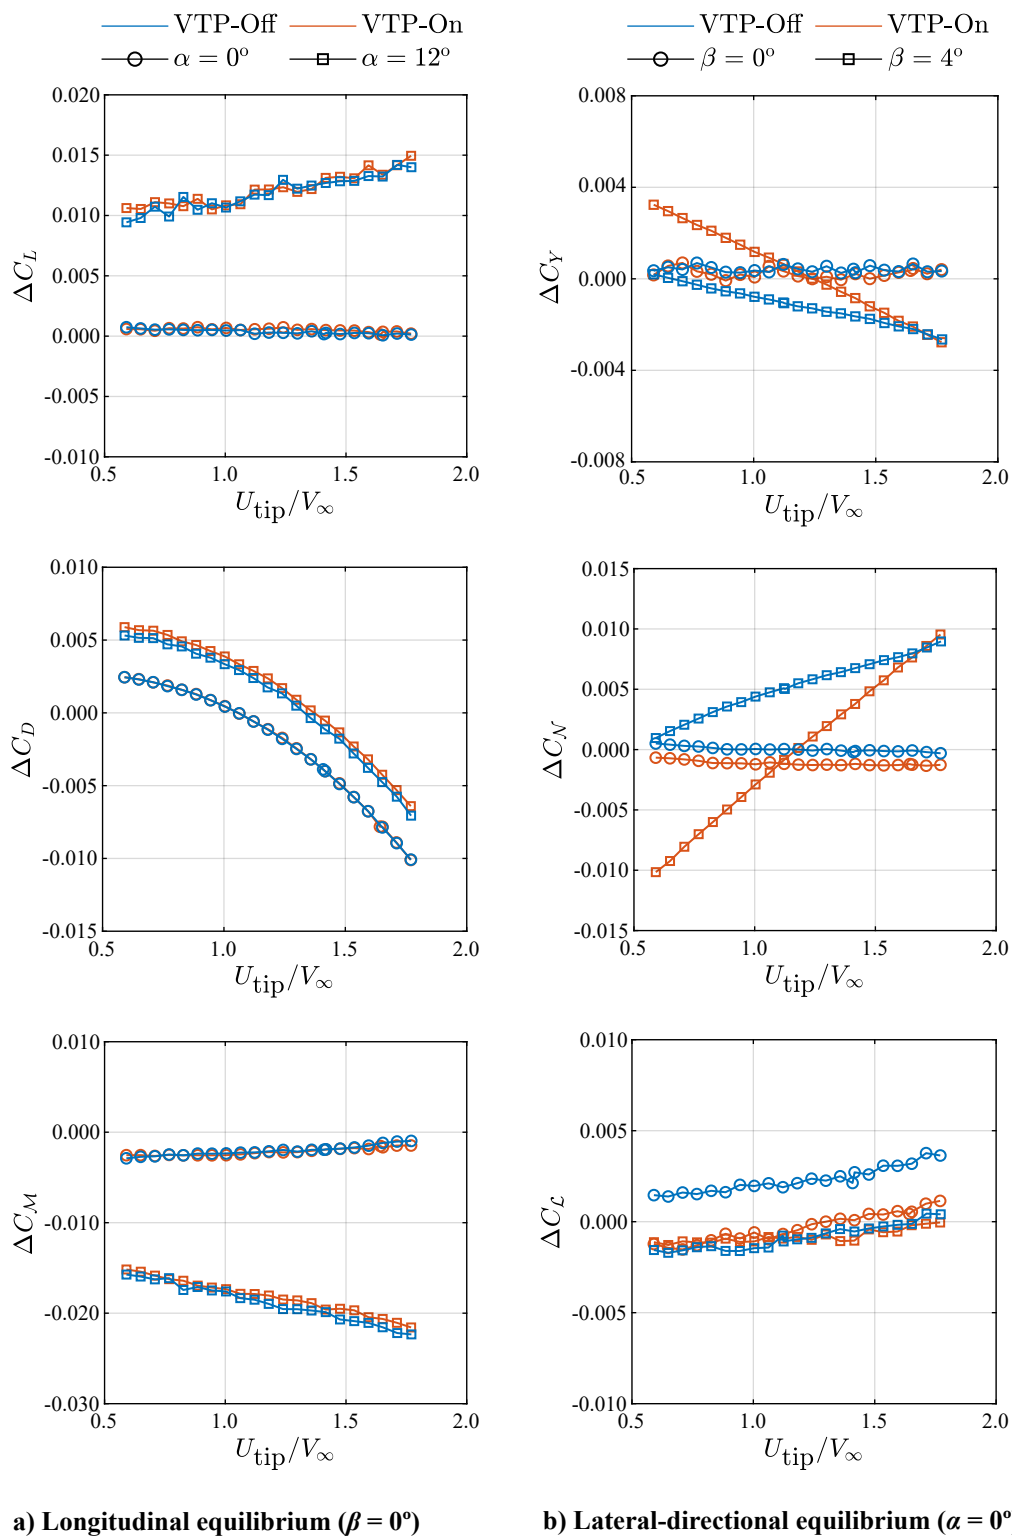 VTP-Off VTP-On
α = 0º α = 12º
VTP-Off VTP-On
β = 0º β = 4º
0.020
0.015
0.010
0.005
0.000
-0.005
-0.010
ΔC_L
0.5 1.0 1.5 2.0
U_tip/V_∞
0.008
0.004
0.000
-0.004
-0.008
ΔC_Y
0.5 1.0 1.5 2.0
U_tip/V_∞
0.010
0.005
0.000
-0.005
-0.010
-0.015
ΔC_D
0.5 1.0 1.5 2.0
U_tip/V_∞
0.015
0.010
0.005
0.000
-0.005
-0.010
-0.015
ΔC_𝒩
0.5 1.0 1.5 2.0
U_tip/V_∞
0.010
0.000
-0.010
-0.020
-0.030
ΔC_ℳ
0.5 1.0 1.5 2.0
U_tip/V_∞
0.010
0.005
0.000
-0.005
-0.010
ΔC_ℒ
0.5 1.0 1.5 2.0
U_tip/V_∞
a) Longitudinal equilibrium (β = 0º)
b) Lateral-directional equilibrium (α = 0º